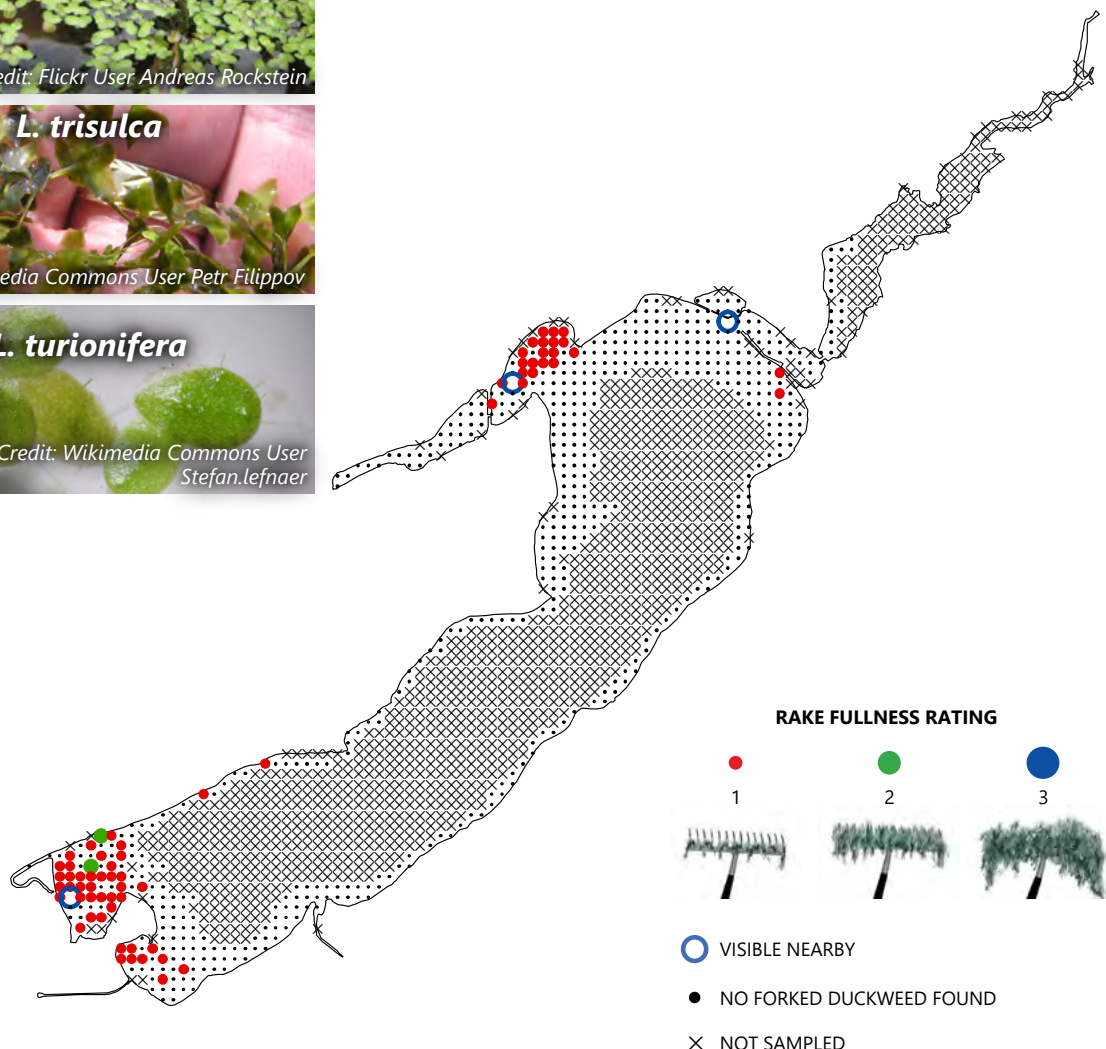 edit: Flickr User Andreas Rockstein
L. trisulca
edia Commons User Petr Filippov
L. turionifera
Credit: Wikimedia Commons User
Stefan.lefnaer
RAKE FULLNESS RATING
1 2 3
VISIBLE NEARBY
NO FORKED DUCKWEED FOUND
NOT SAMPLED